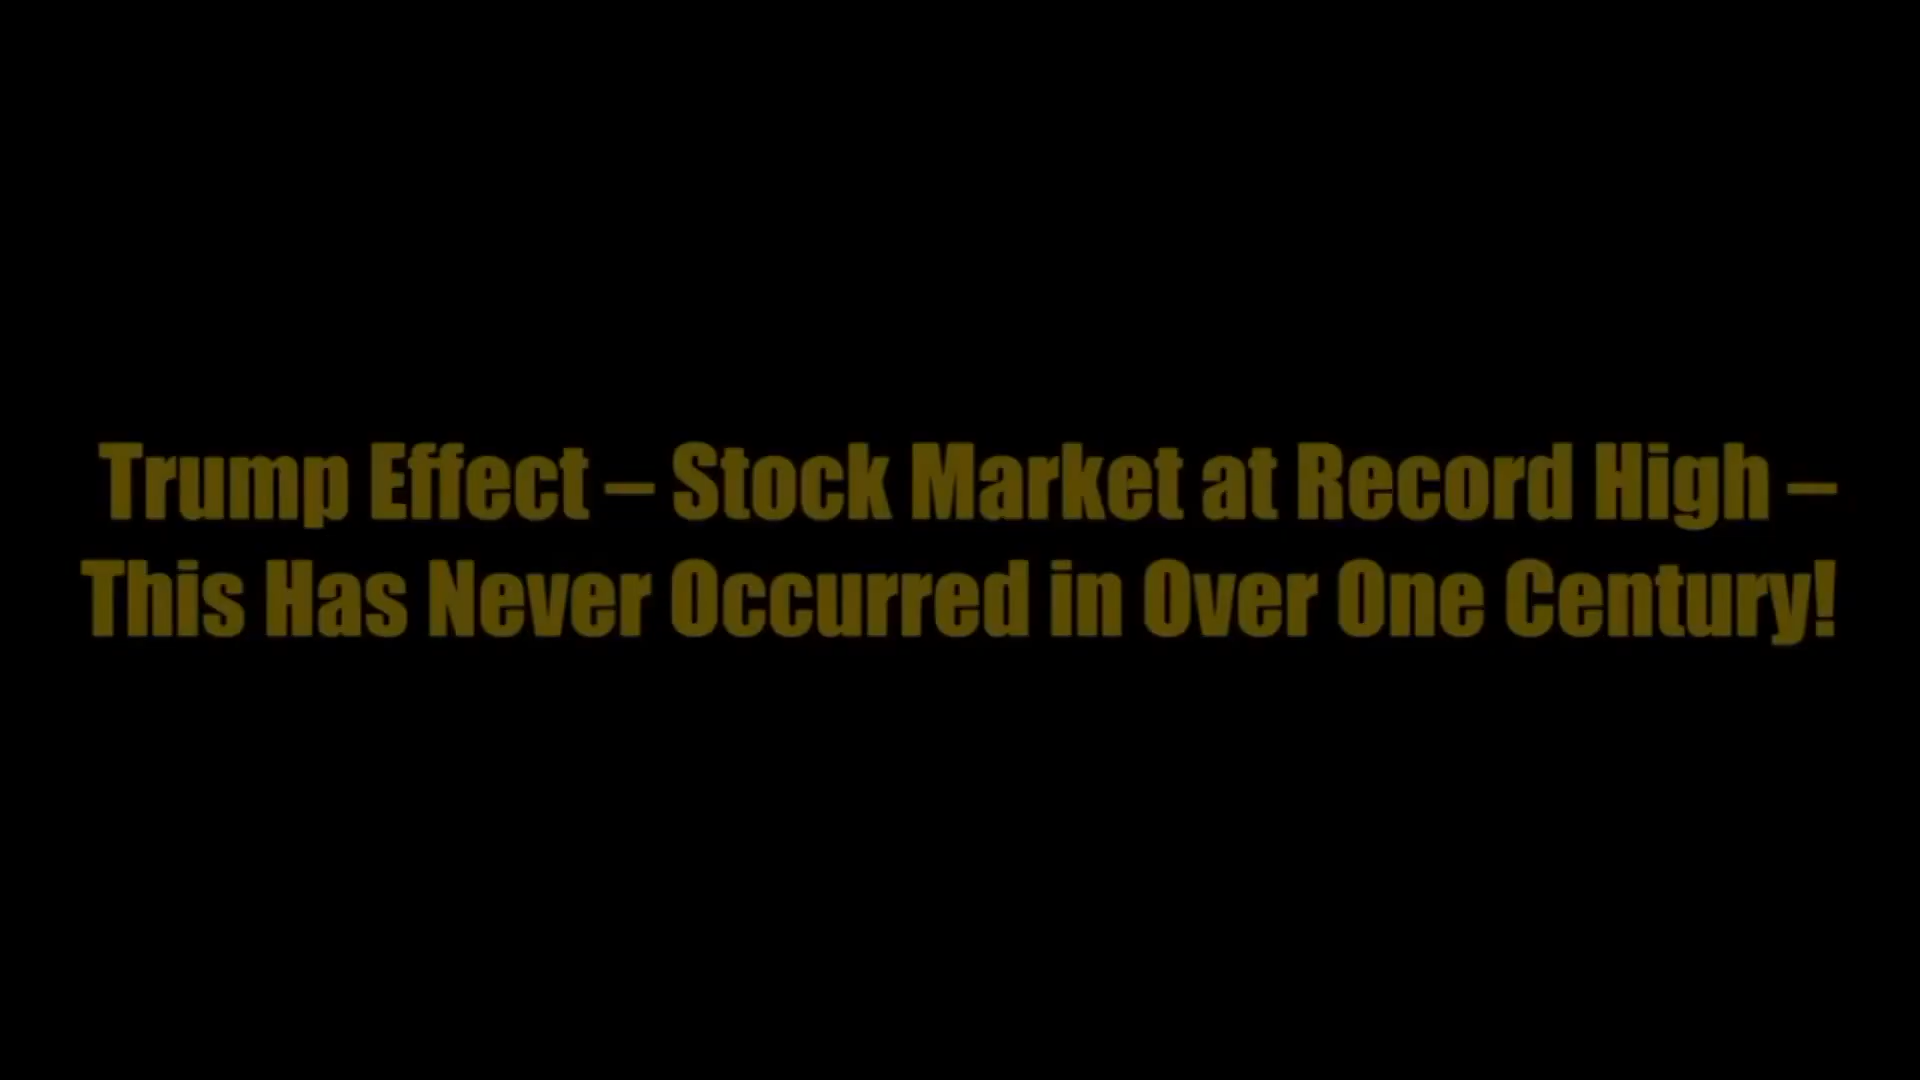 Trump Effect – Stock Market at Record High –
This Has Never Occurred in Over One Century!